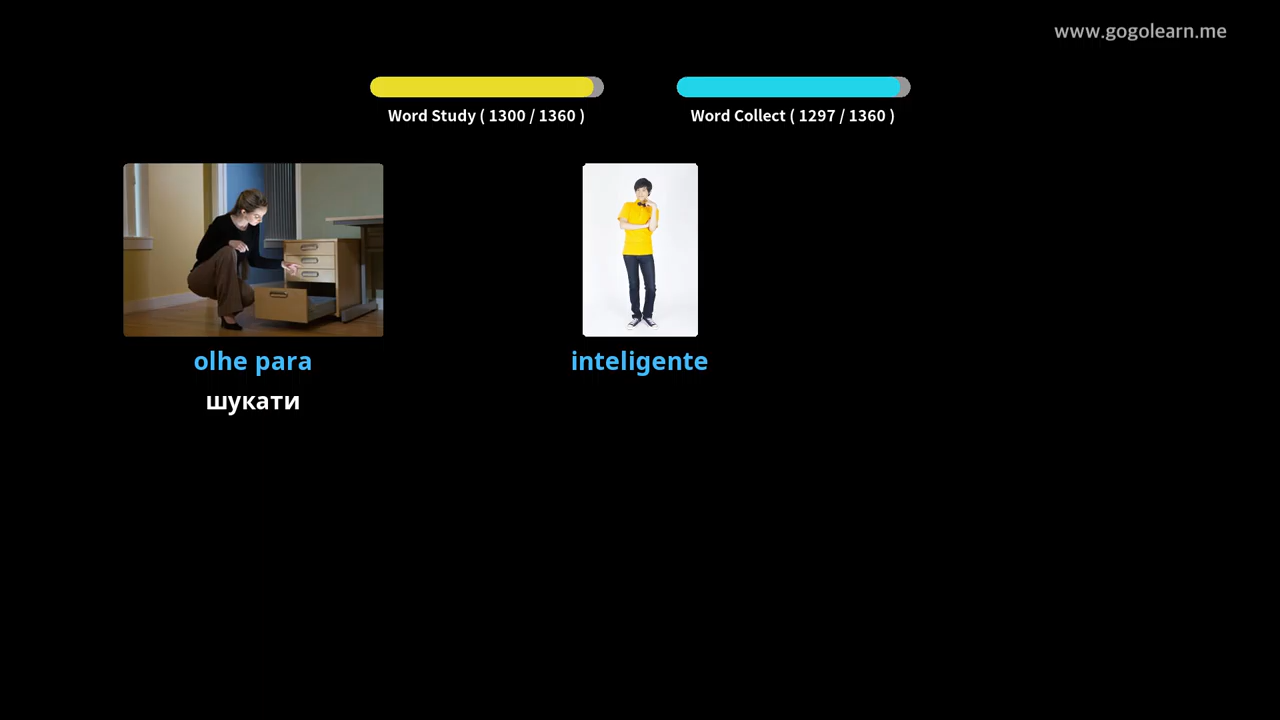 www.gogolearn.me
Word Study ( 1300 / 1360 )
Word Collect ( 1297 / 1360 )
olhe para
шукати
inteligente